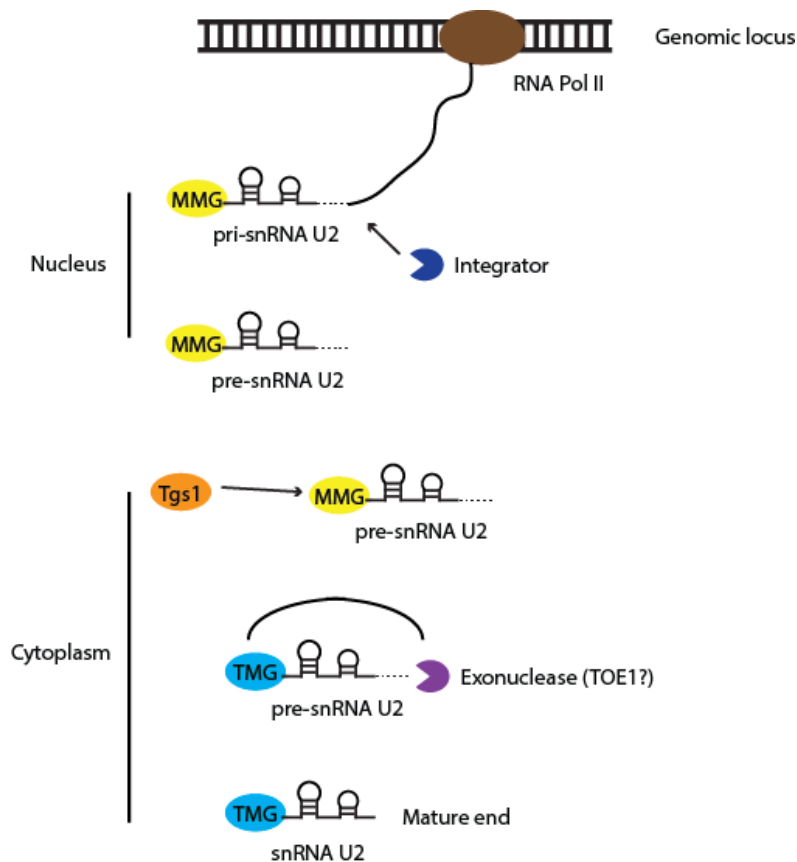 Genomic locus
RNA Pol II
MMG
pri-snRNA U2
Nucleus
Integrator
MMG
pre-snRNA U2
Tgs1
MMG
pre-snRNA U2
Cytoplasm
TMG
Exonuclease (TOE1?)
pre-snRNA U2
TMG
Mature end
snRNA U2